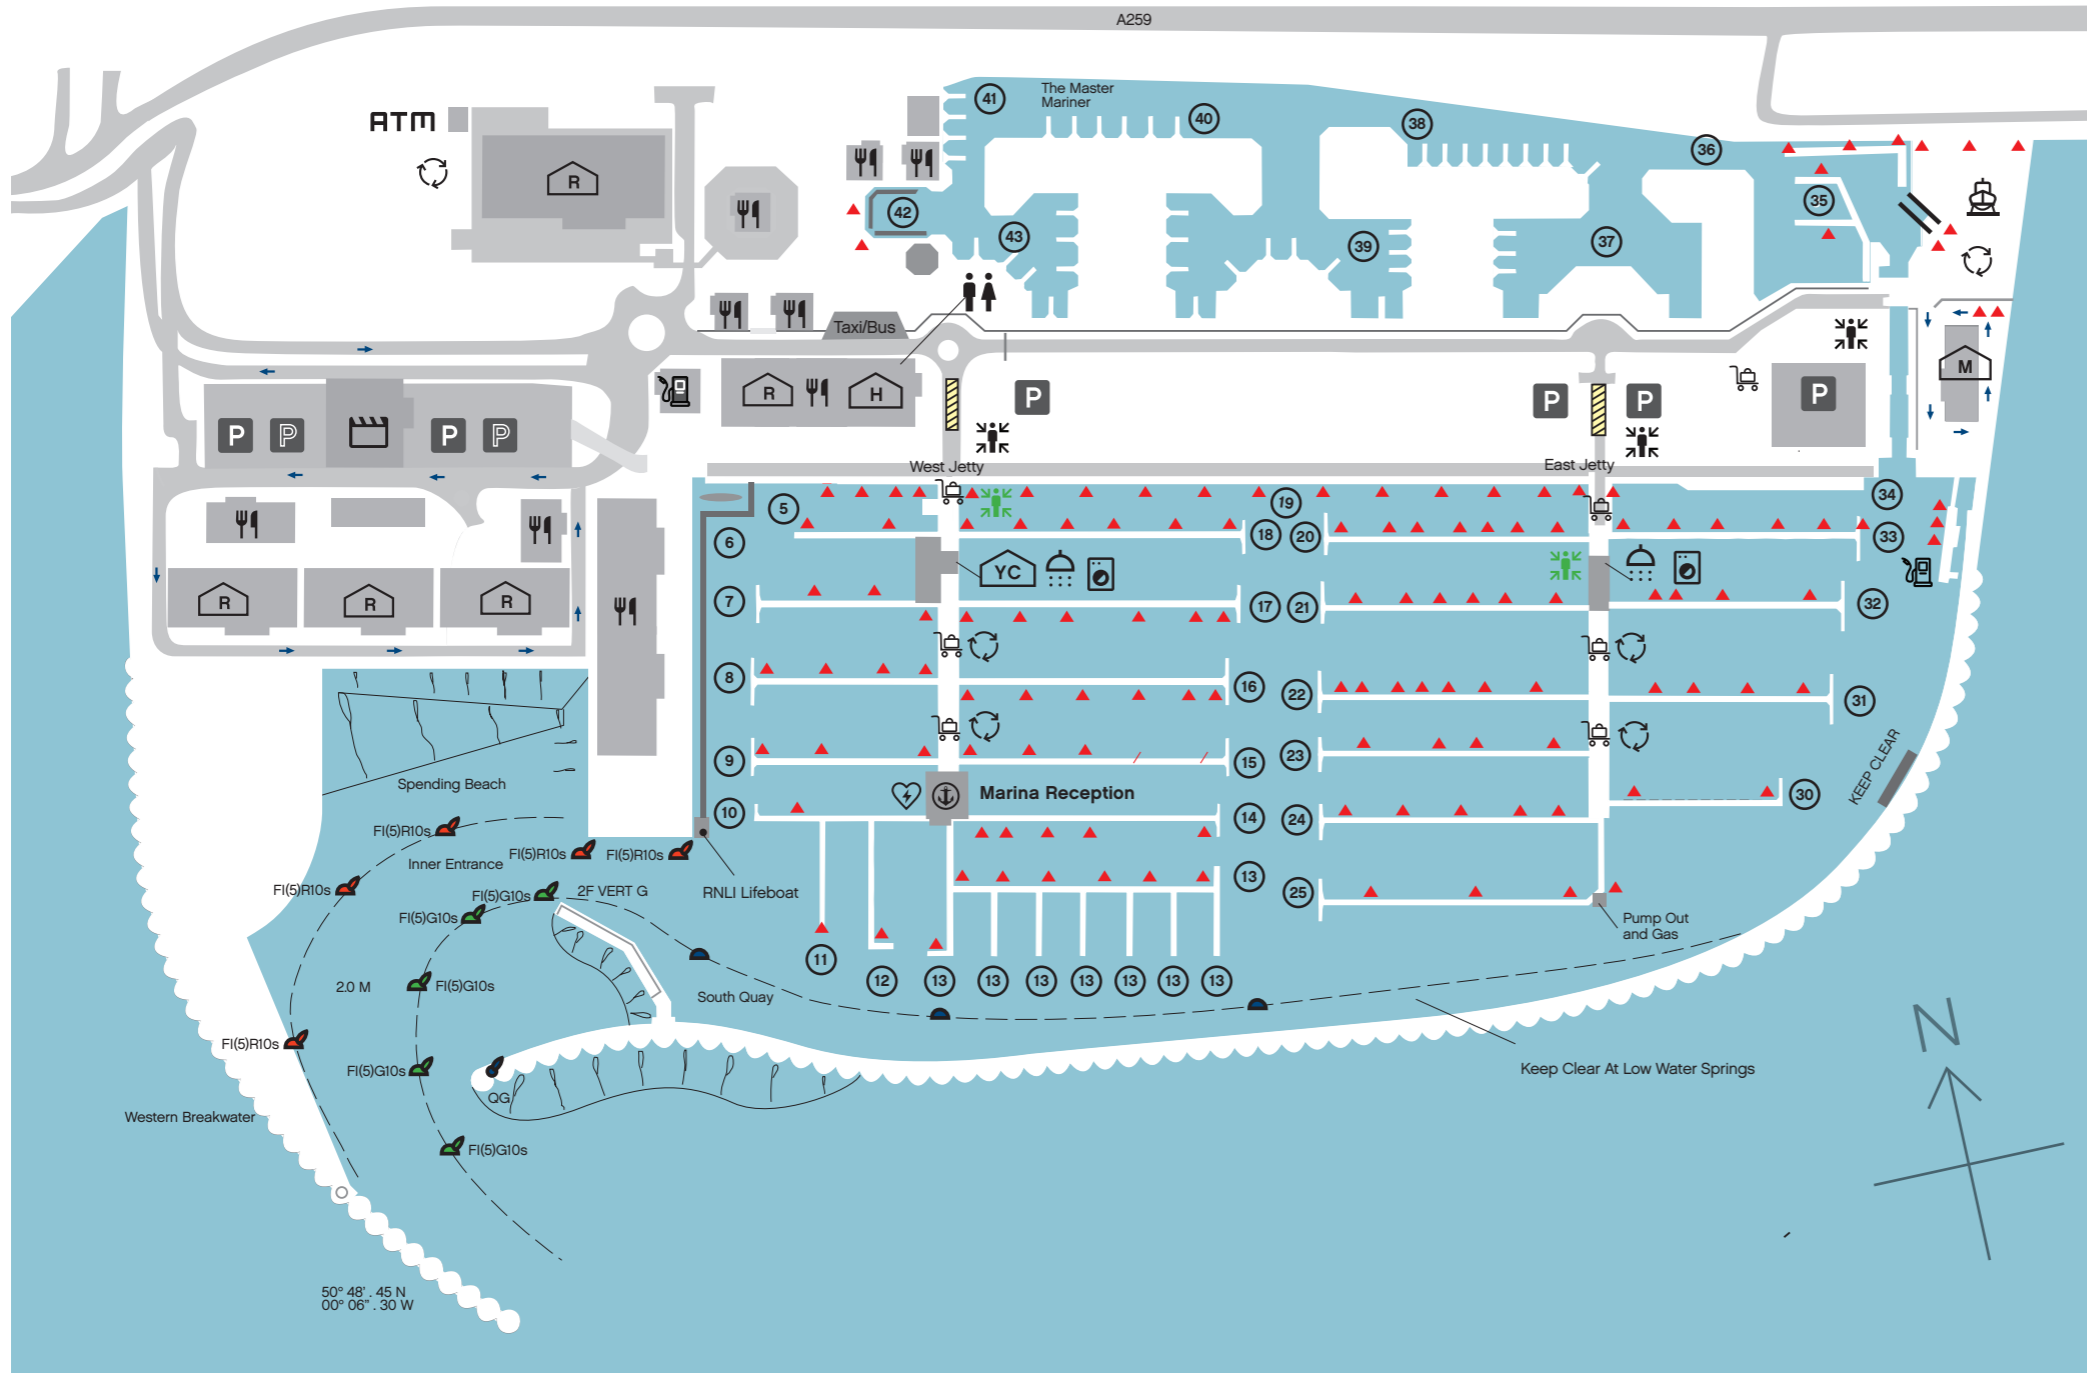 A259
The Master
Mariner
41
40
38
36
ATM
R
42
43
39
37
35
Taxi/Bus
R
H
P
P
P
P
M
P
P
P
P
West Jetty
East Jetty
5
19
34
6
18
20
33
YC
7
17
21
32
R
R
R
8
16
22
31
9
15
23
KEEP CLEAR
Spending Beach
Marina Reception
30
10
14
24
Fl(5)R10s
Inner Entrance
Fl(5)R10s
Fl(5)R10s
Fl(5)R10s
Fl(5)G10s
2F VERT G
RNLI Lifeboat
13
25
Fl(5)G10s
Pump Out
and Gas
11
12
13
13
13
13
13
13
13
2.0 M
Fl(5)G10s
South Quay
Fl(5)R10s
Fl(5)G10s
Keep Clear At Low Water Springs
QG
Western Breakwater
Fl(5)G10s
N
50° 48' . 45 N
00° 06" . 30 W